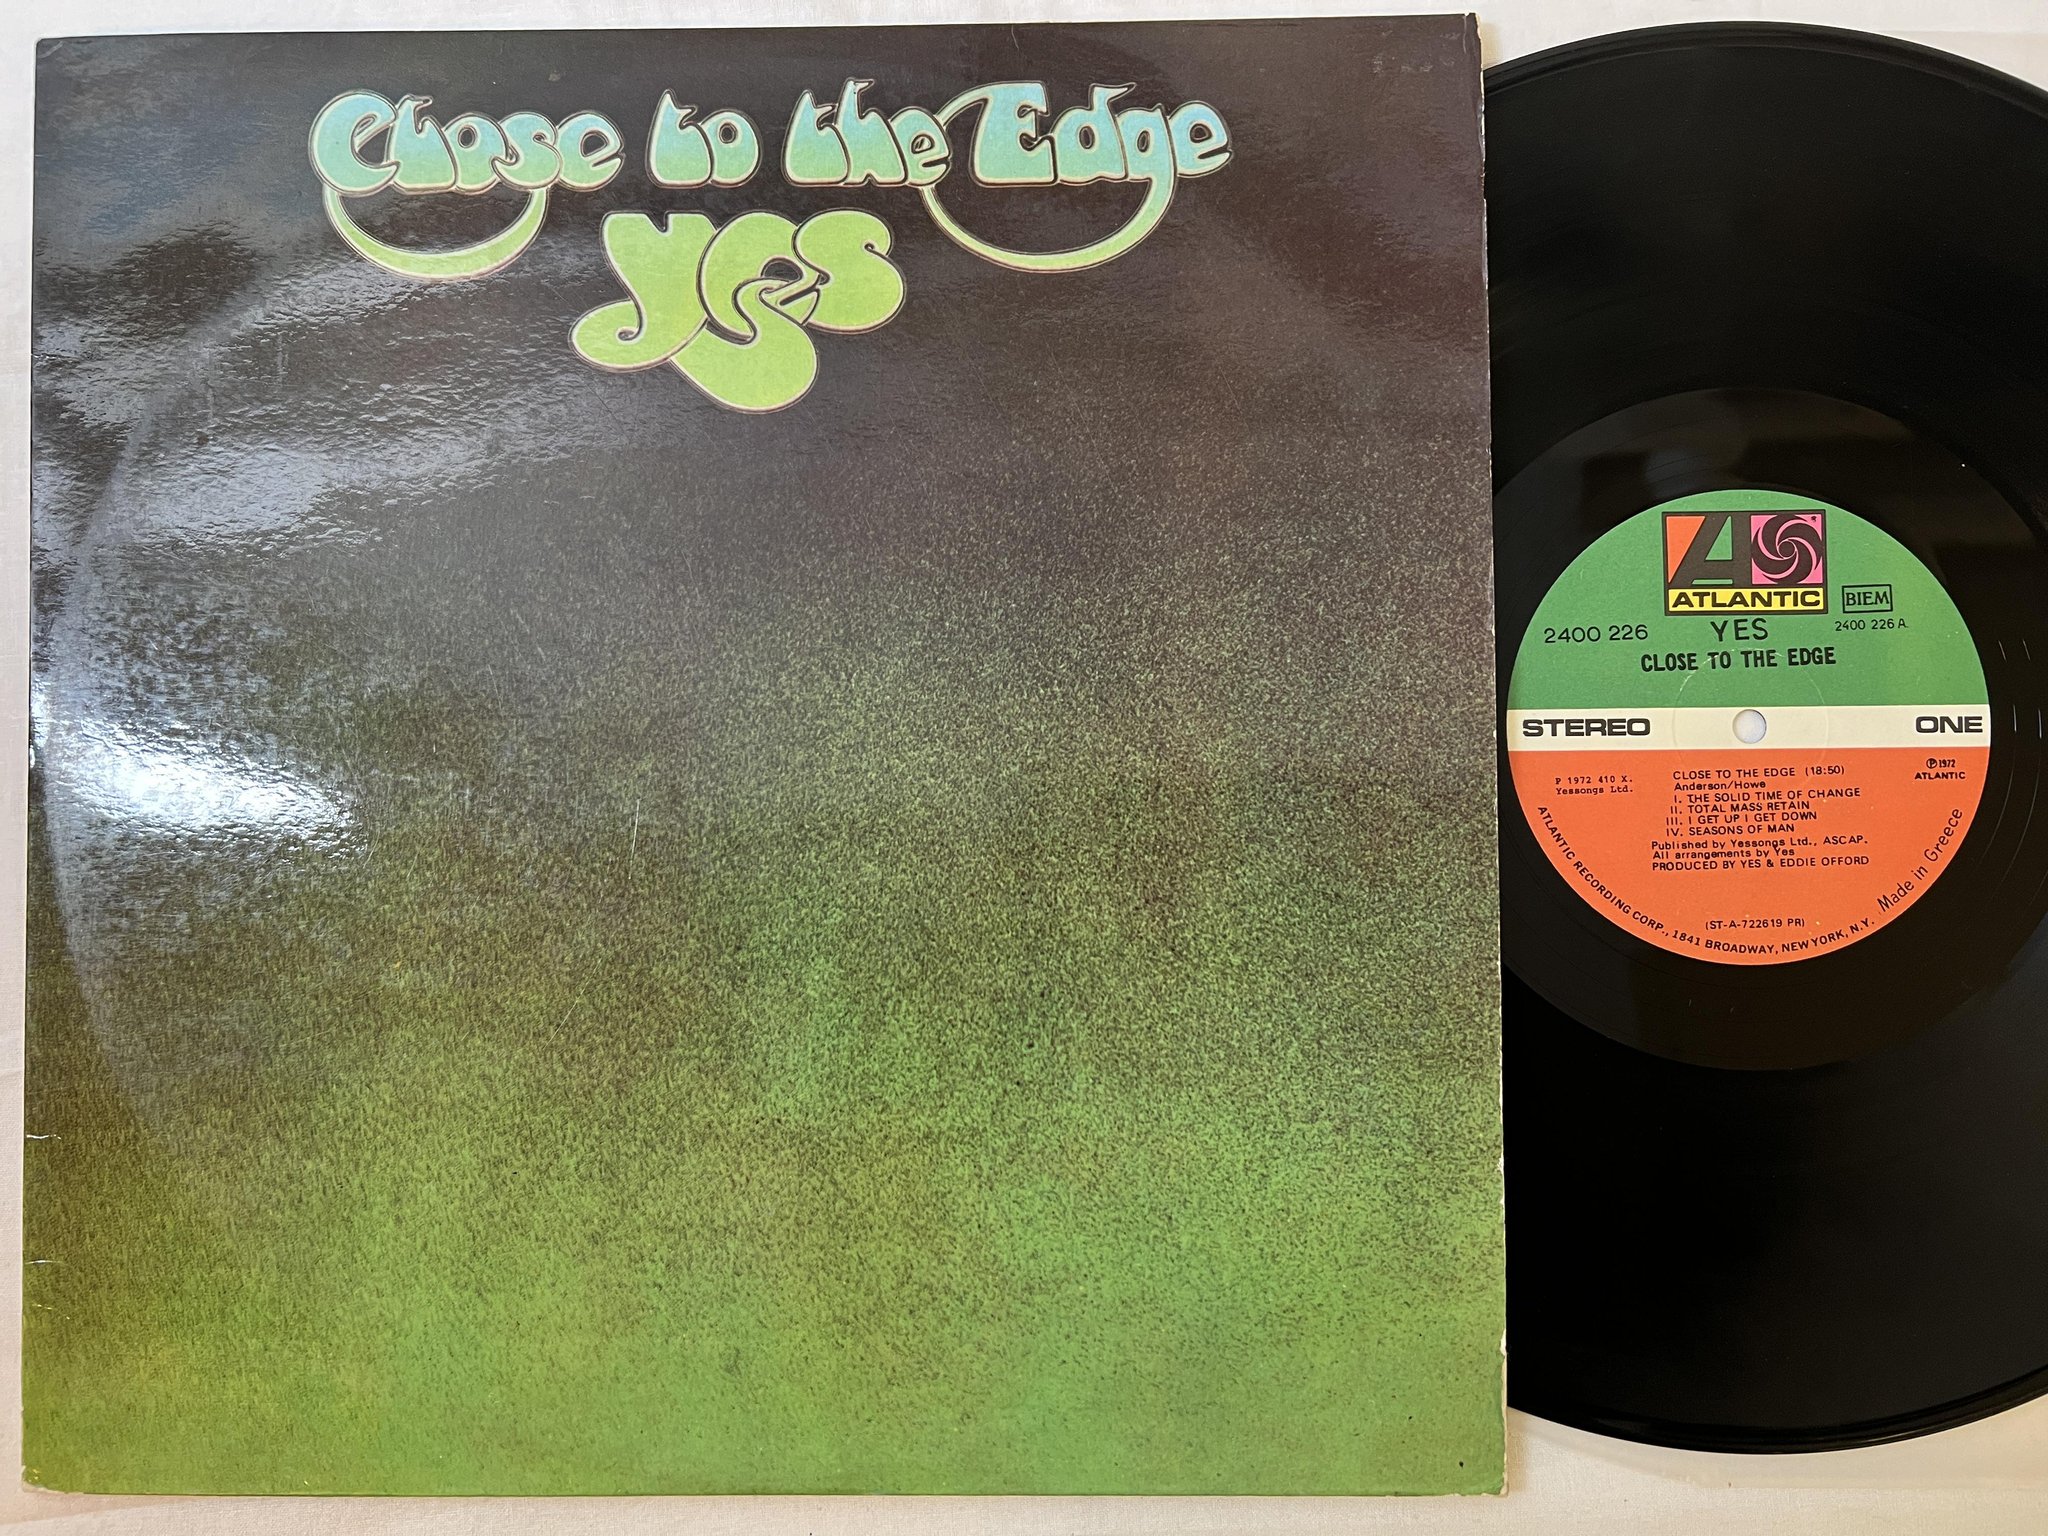 Close to the Edge
YES
ATLANTIC
BIEM
2400 226
YES
2400 226 A
CLOSE TO THE EDGE
STEREO
ONE
P 1972 410 X.
Yessongs Ltd.
℗ 1972
ATLANTIC
CLOSE TO THE EDGE (18:50)
Anderson/Howe
I. THE SOLID TIME OF CHANGE
II. TOTAL MASS RETAIN
III. I GET UP I GET DOWN
IV. SEASONS OF MAN
Published by Yessongs Ltd., ASCAP.
All arrangements by Yes
PRODUCED BY YES & EDDIE OFFORD
(ST-A-722619 PR)
ATLANTIC RECORDING CORP., 1841 BROADWAY, NEW YORK, N.Y. Made in Greece